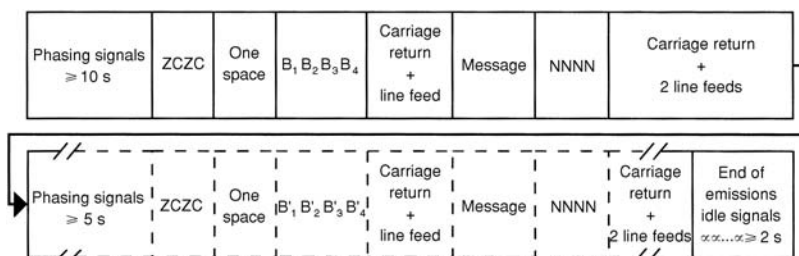 Phasing signals
≥ 10 s
ZCZC
One
space
B₁ B₂ B₃ B₄
Carriage
return
+
line feed
Message
NNNN
Carriage return
+
2 line feeds
Phasing signals
≥ 5 s
ZCZC
One
space
B'₁ B'₂ B'₃ B'₄
Carriage
return
+
line feed
Message
NNNN
Carriage
return
+
2 line feeds
End of
emissions
idle signals
∝∝...∝≥ 2 s